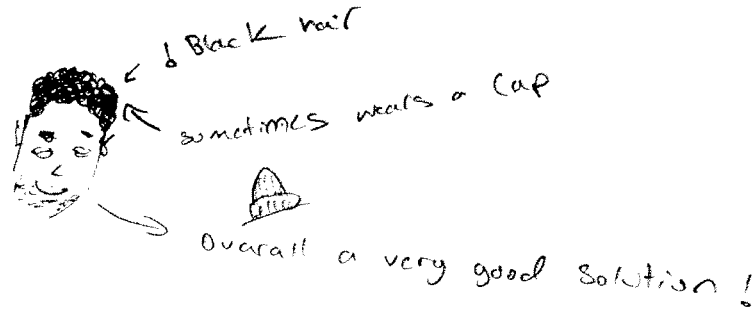 ! Black hair
sometimes wears a cap
Overall a very good solution !